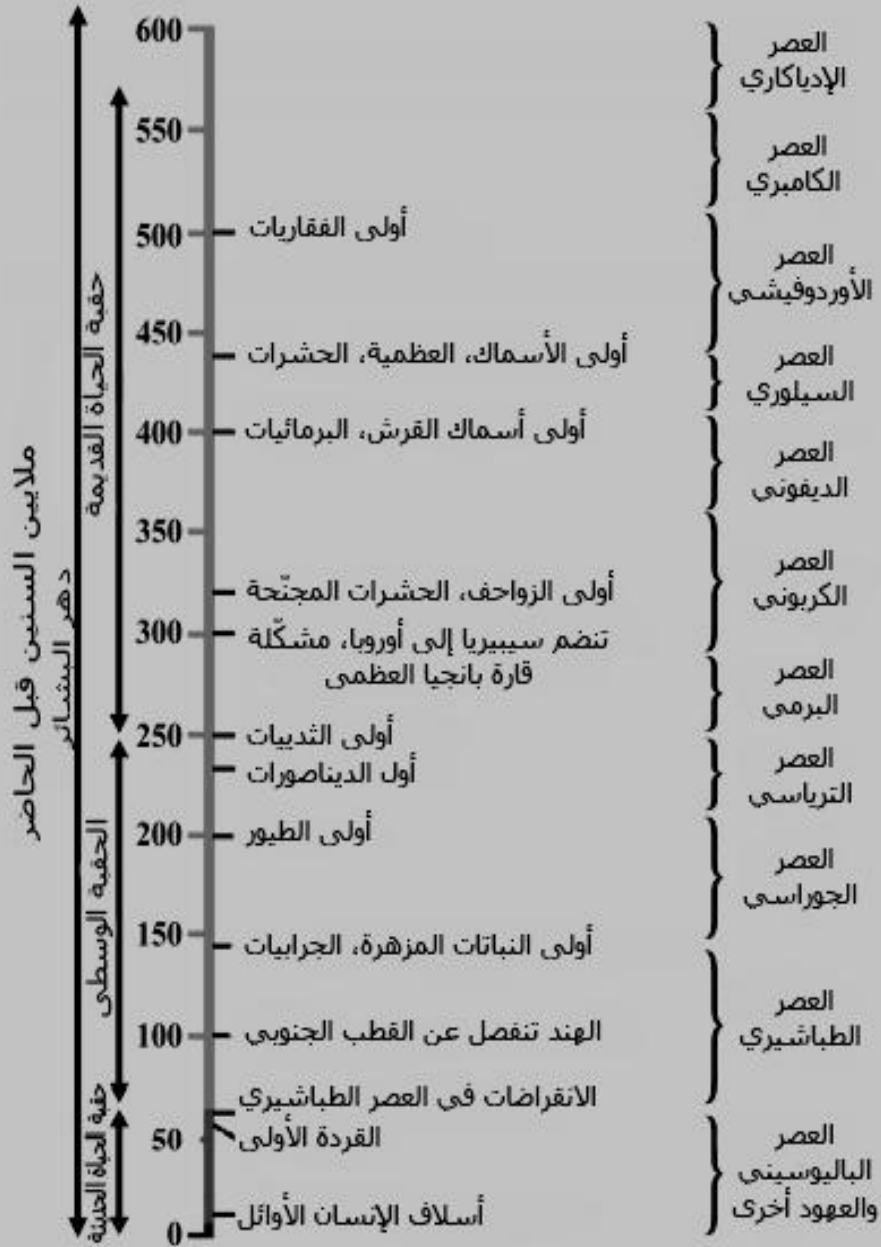 600
العصر
الإدياكاري
550
العصر
الكامبري
500
أولى الفقاريات
العصر
الأوردوفيشي
450
أولى الأسماك، العظمية، الحشرات
العصر
السيلوري
400
أولى أسماك القرش، البرمائيات
العصر
الديفوني
350
العصر
الكربوني
أولى الزواحف، الحشرات المجنّحة
300
تنضم سيبيريا إلى أوروبا، مشكّلة
قارة بانجيا العظمى
العصر
البرمي
250
أولى الثدييات
أول الديناصورات
العصر
الترياسي
200
أولى الطيور
العصر
الجوراسي
150
أولى النباتات المزهرة، الجرابيات
العصر
الطباشيري
100
الهند تنفصل عن القطب الجنوبي
الانقراضات في العصر الطباشيري
القردة الأولى
50
العصر
الباليوسيني
والعهود أخرى
أسلاف الإنسان الأوائل
0
ملايين السنين قبل الحاضر
دهر البشائر
حقبة الحياة القديمة
الحقبة الوسطى
حقبة الحياة الحديثة